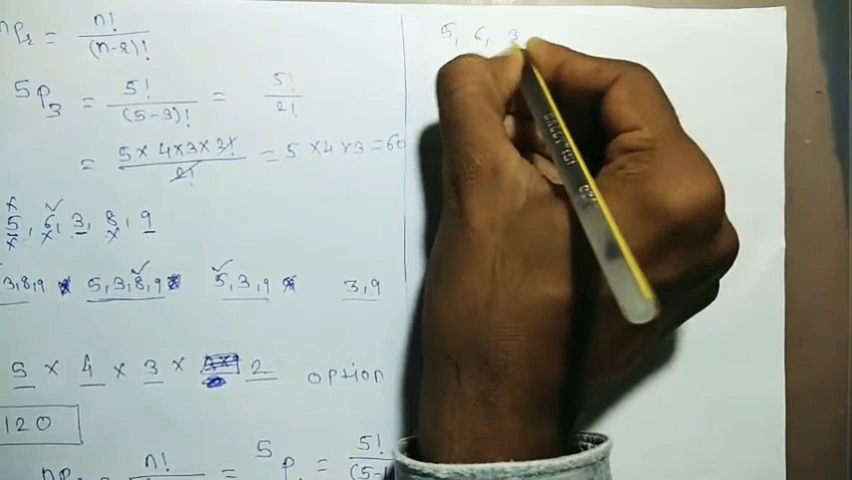 nPr = n! / (n-r)!
5P3 = 5! / (5-3)! = 5! / 2!
= 5 × 4 × 3 × 2! / 2! = 5 × 4 × 3 = 60
5, 6, 3, 8, 9
3,8,9 5,3,8,9 5,3,9 3,9
5 × 4 × 3 × 2 option
120
n! = 5P = 5!
5, 6, 3